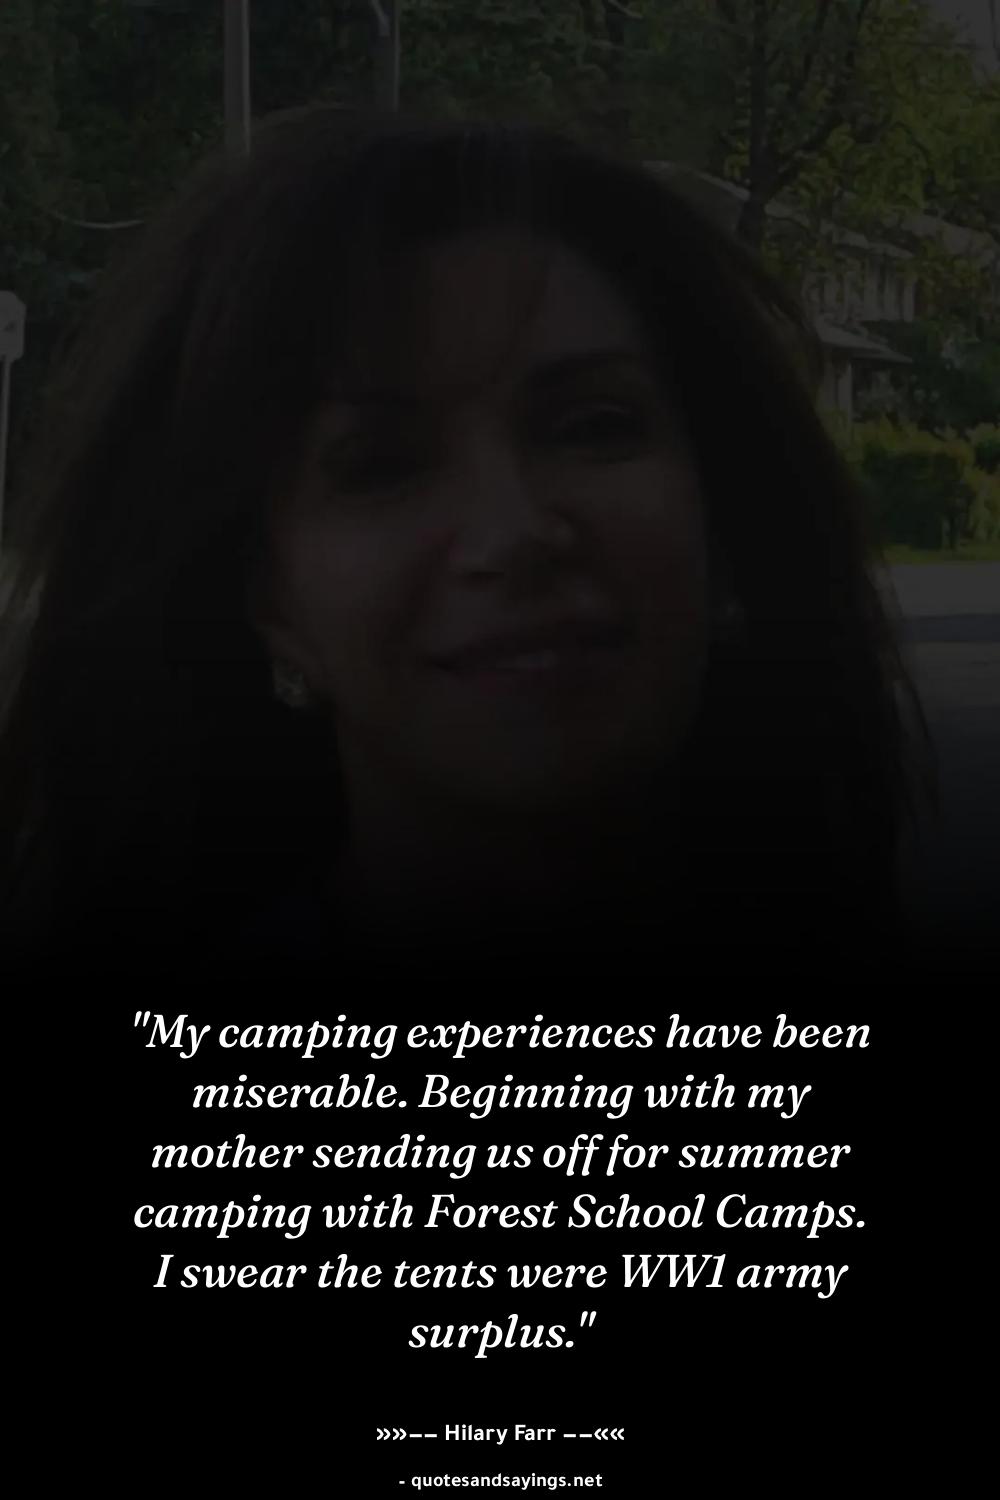 "My camping experiences have been
miserable. Beginning with my
mother sending us off for summer
camping with Forest School Camps.
I swear the tents were WW1 army
surplus."
»»—— Hilary Farr ——««
- quotesandsayings.net